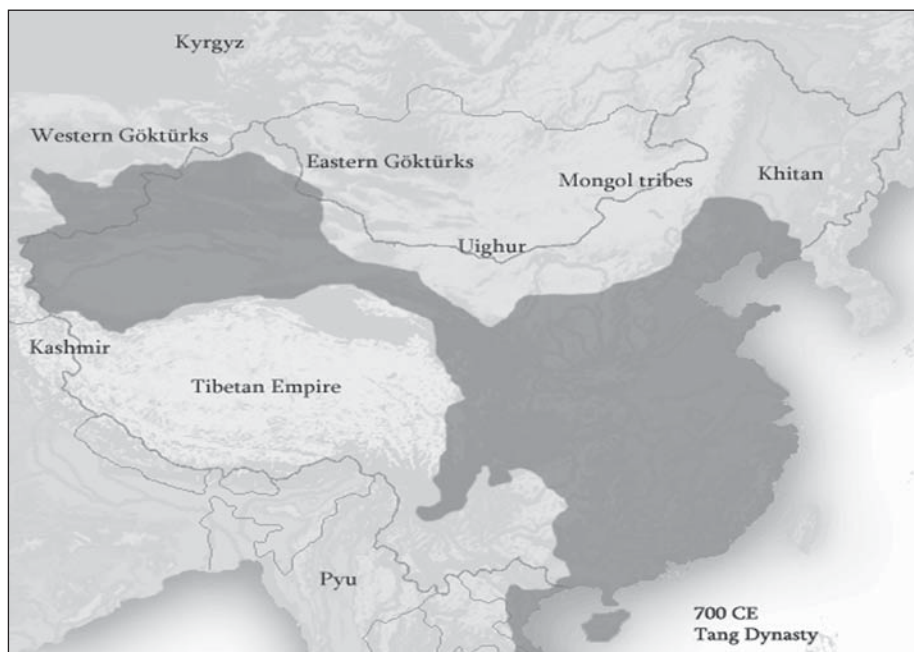 Kyrgyz
Western Göktürks
Eastern Göktürks
Mongol tribes
Khitan
Uighur
Kashmir
Tibetan Empire
Pyu
700 CE
Tang Dynasty